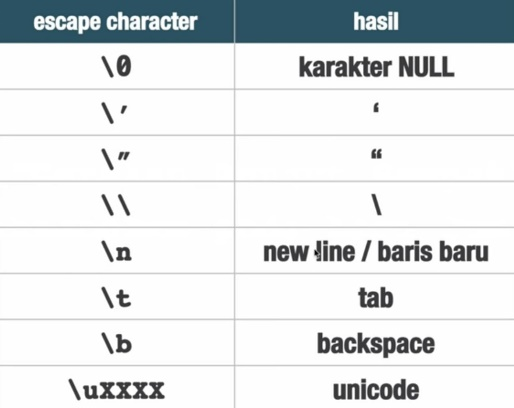 escape character hasil
\0 karakter NULL
\’ ‘
\” “
\\ \
\n new line / baris baru
\t tab
\b backspace
\uXXXX unicode